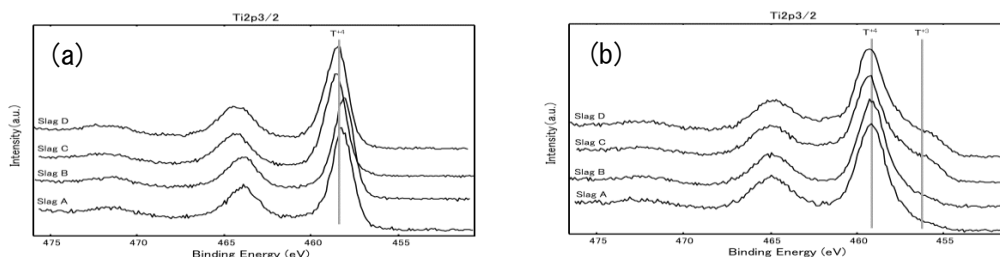 Ti2p3/2
(a)
T+4
Slag D
Slag C
Slag B
Slag A
Intensity(a.u.)
475
470
465
460
455
Binding Energy (eV)
Ti2p3/2
(b)
T+4
T+3
Slag D
Slag C
Slag B
Slag A
Intensity(a.u.)
475
470
465
460
455
Binding Energy (eV)